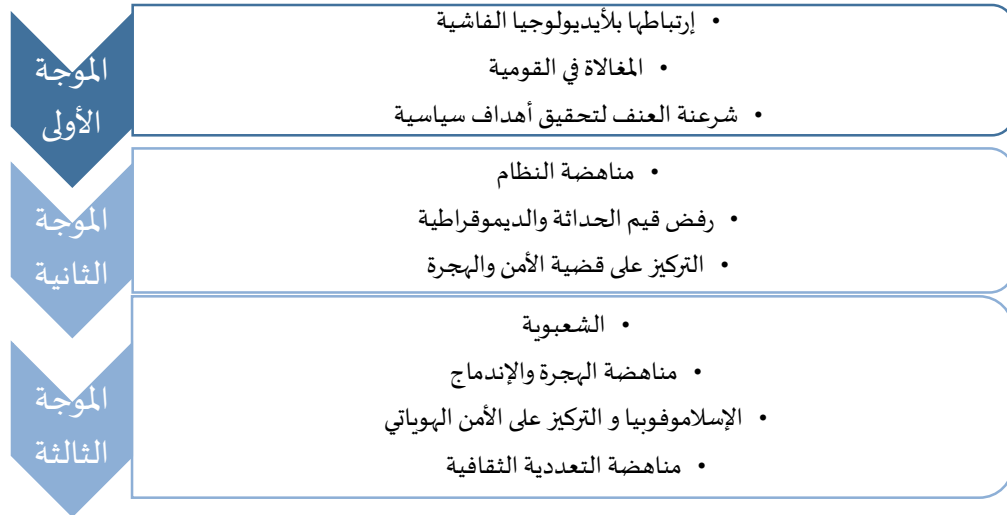 الموجة
الأولى
• إرتباطها بلأيديولوجيا الفاشية
• المغالاة في القومية
• شرعنة العنف لتحقيق أهداف سياسية
الموجة
الثانية
• مناهضة النظام
• رفض قيم الحداثة والديموقراطية
• التركيز على قضية الأمن والهجرة
الموجة
الثالثة
• الشعبوية
• مناهضة الهجرة والإندماج
• الإسلاموفوبيا و التركيز على الأمن الهوياتي
• مناهضة التعددية الثقافية